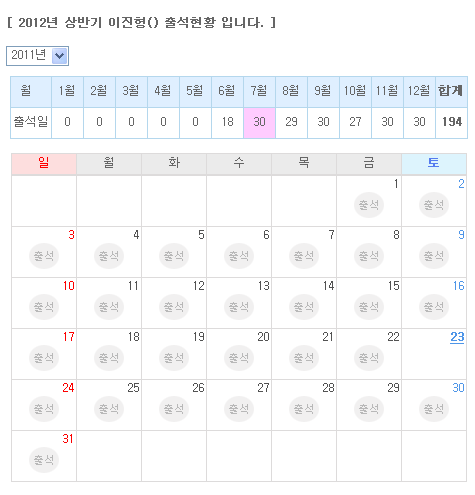 [ 2012년 상반기 이진형() 출석현황 입니다. ]
2011년
월 1월 2월 3월 4월 5월 6월 7월 8월 9월 10월 11월 12월 합계
출석일 0 0 0 0 0 18 30 29 30 27 30 30 194
일 월 화 수 목 금 토
1 2
출석 출석
3 4 5 6 7 8 9
출석 출석 출석 출석 출석 출석 출석
10 11 12 13 14 15 16
출석 출석 출석 출석 출석 출석 출석
17 18 19 20 21 22 23
출석 출석 출석 출석 출석 출석
24 25 26 27 28 29 30
출석 출석 출석 출석 출석 출석 출석
31
출석